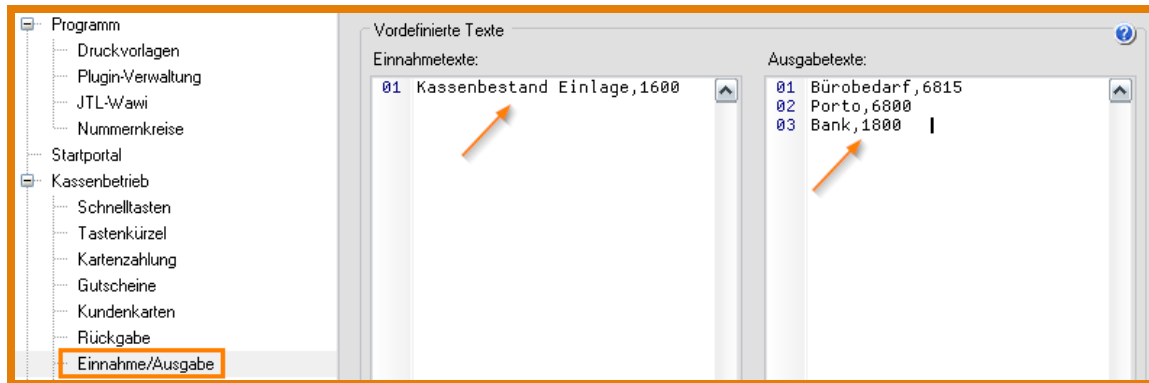 Programm
Druckvorlagen
Plugin-Verwaltung
JTL-Wawi
Nummernkreise
Startportal
Kassenbetrieb
Schnelltasten
Tastenkürzel
Kartenzahlung
Gutscheine
Kundenkarten
Rückgabe
Einnahme/Ausgabe
Vordefinierte Texte
?
Einnahmetexte:
01 Kassenbestand Einlage,1600
Ausgabetexte:
01 Bürobedarf,6815
02 Porto,6800
03 Bank,1800